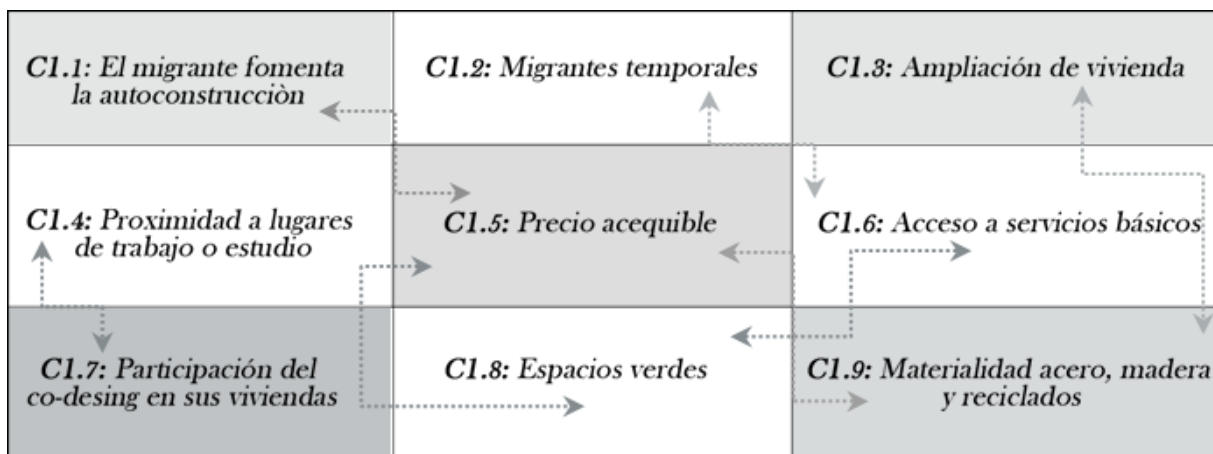 C1.1: El migrante fomenta
la autoconstrucciòn
C1.2: Migrantes temporales
C1.3: Ampliación de vivienda
C1.4: Proximidad a lugares
de trabajo o estudio
C1.5: Precio acequible
C1.6: Acceso a servicios básicos
C1.7: Participación del
co-desing en sus viviendas
C1.8: Espacios verdes
C1.9: Materialidad acero, madera
y reciclados